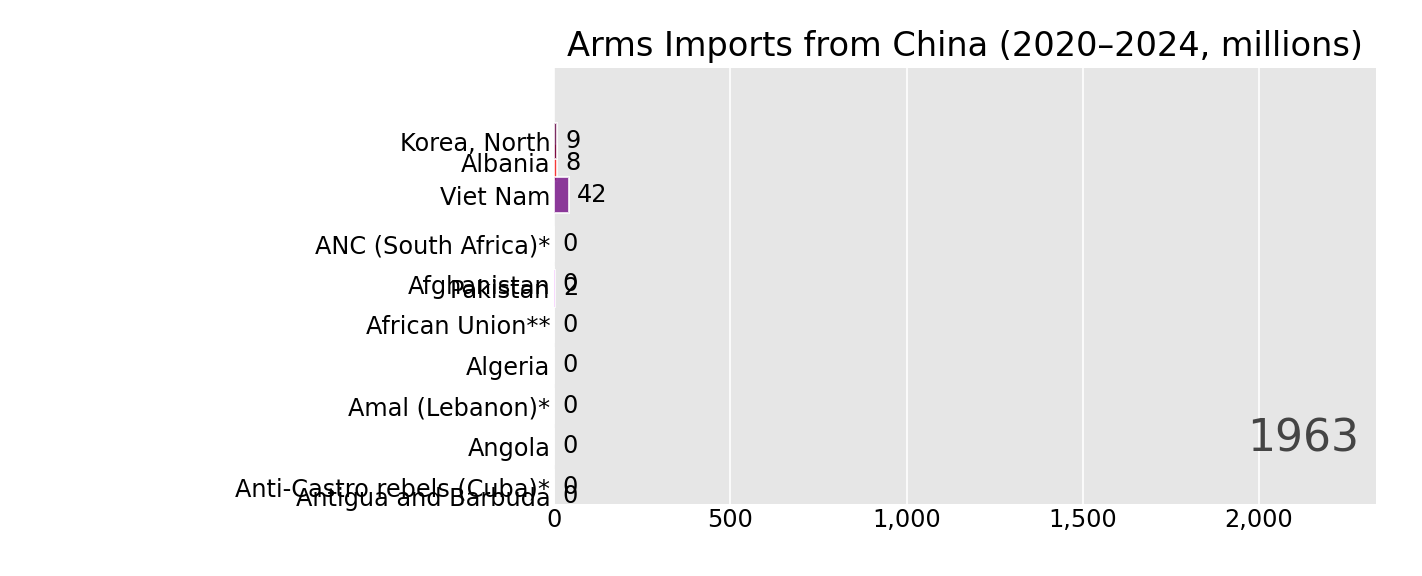 Arms Imports from China (2020–2024, millions)
Korea, North 9
Albania 8
Viet Nam 42
ANC (South Africa)* 0
Afghanistan 0
Pakistan 2
African Union** 0
Algeria 0
Amal (Lebanon)* 0
Angola 0
1963
Anti-Castro rebels (Cuba)* 0
Antigua and Barbuda 0
0 500 1,000 1,500 2,000